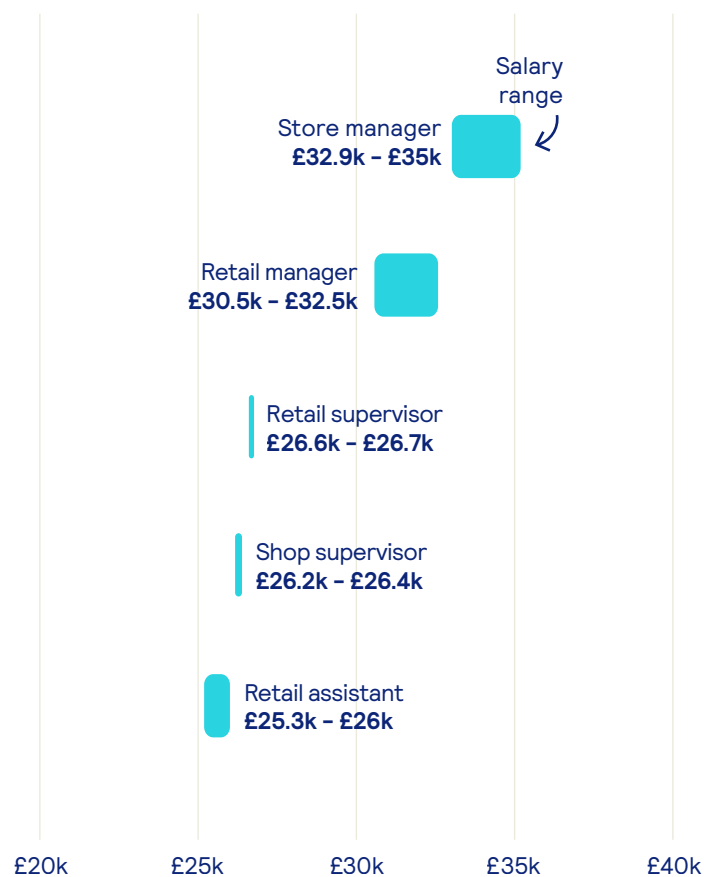 Salary
range
Store manager
£32.9k – £35k
Retail manager
£30.5k – £32.5k
Retail supervisor
£26.6k – £26.7k
Shop supervisor
£26.2k – £26.4k
Retail assistant
£25.3k – £26k
£20k £25k £30k £35k £40k